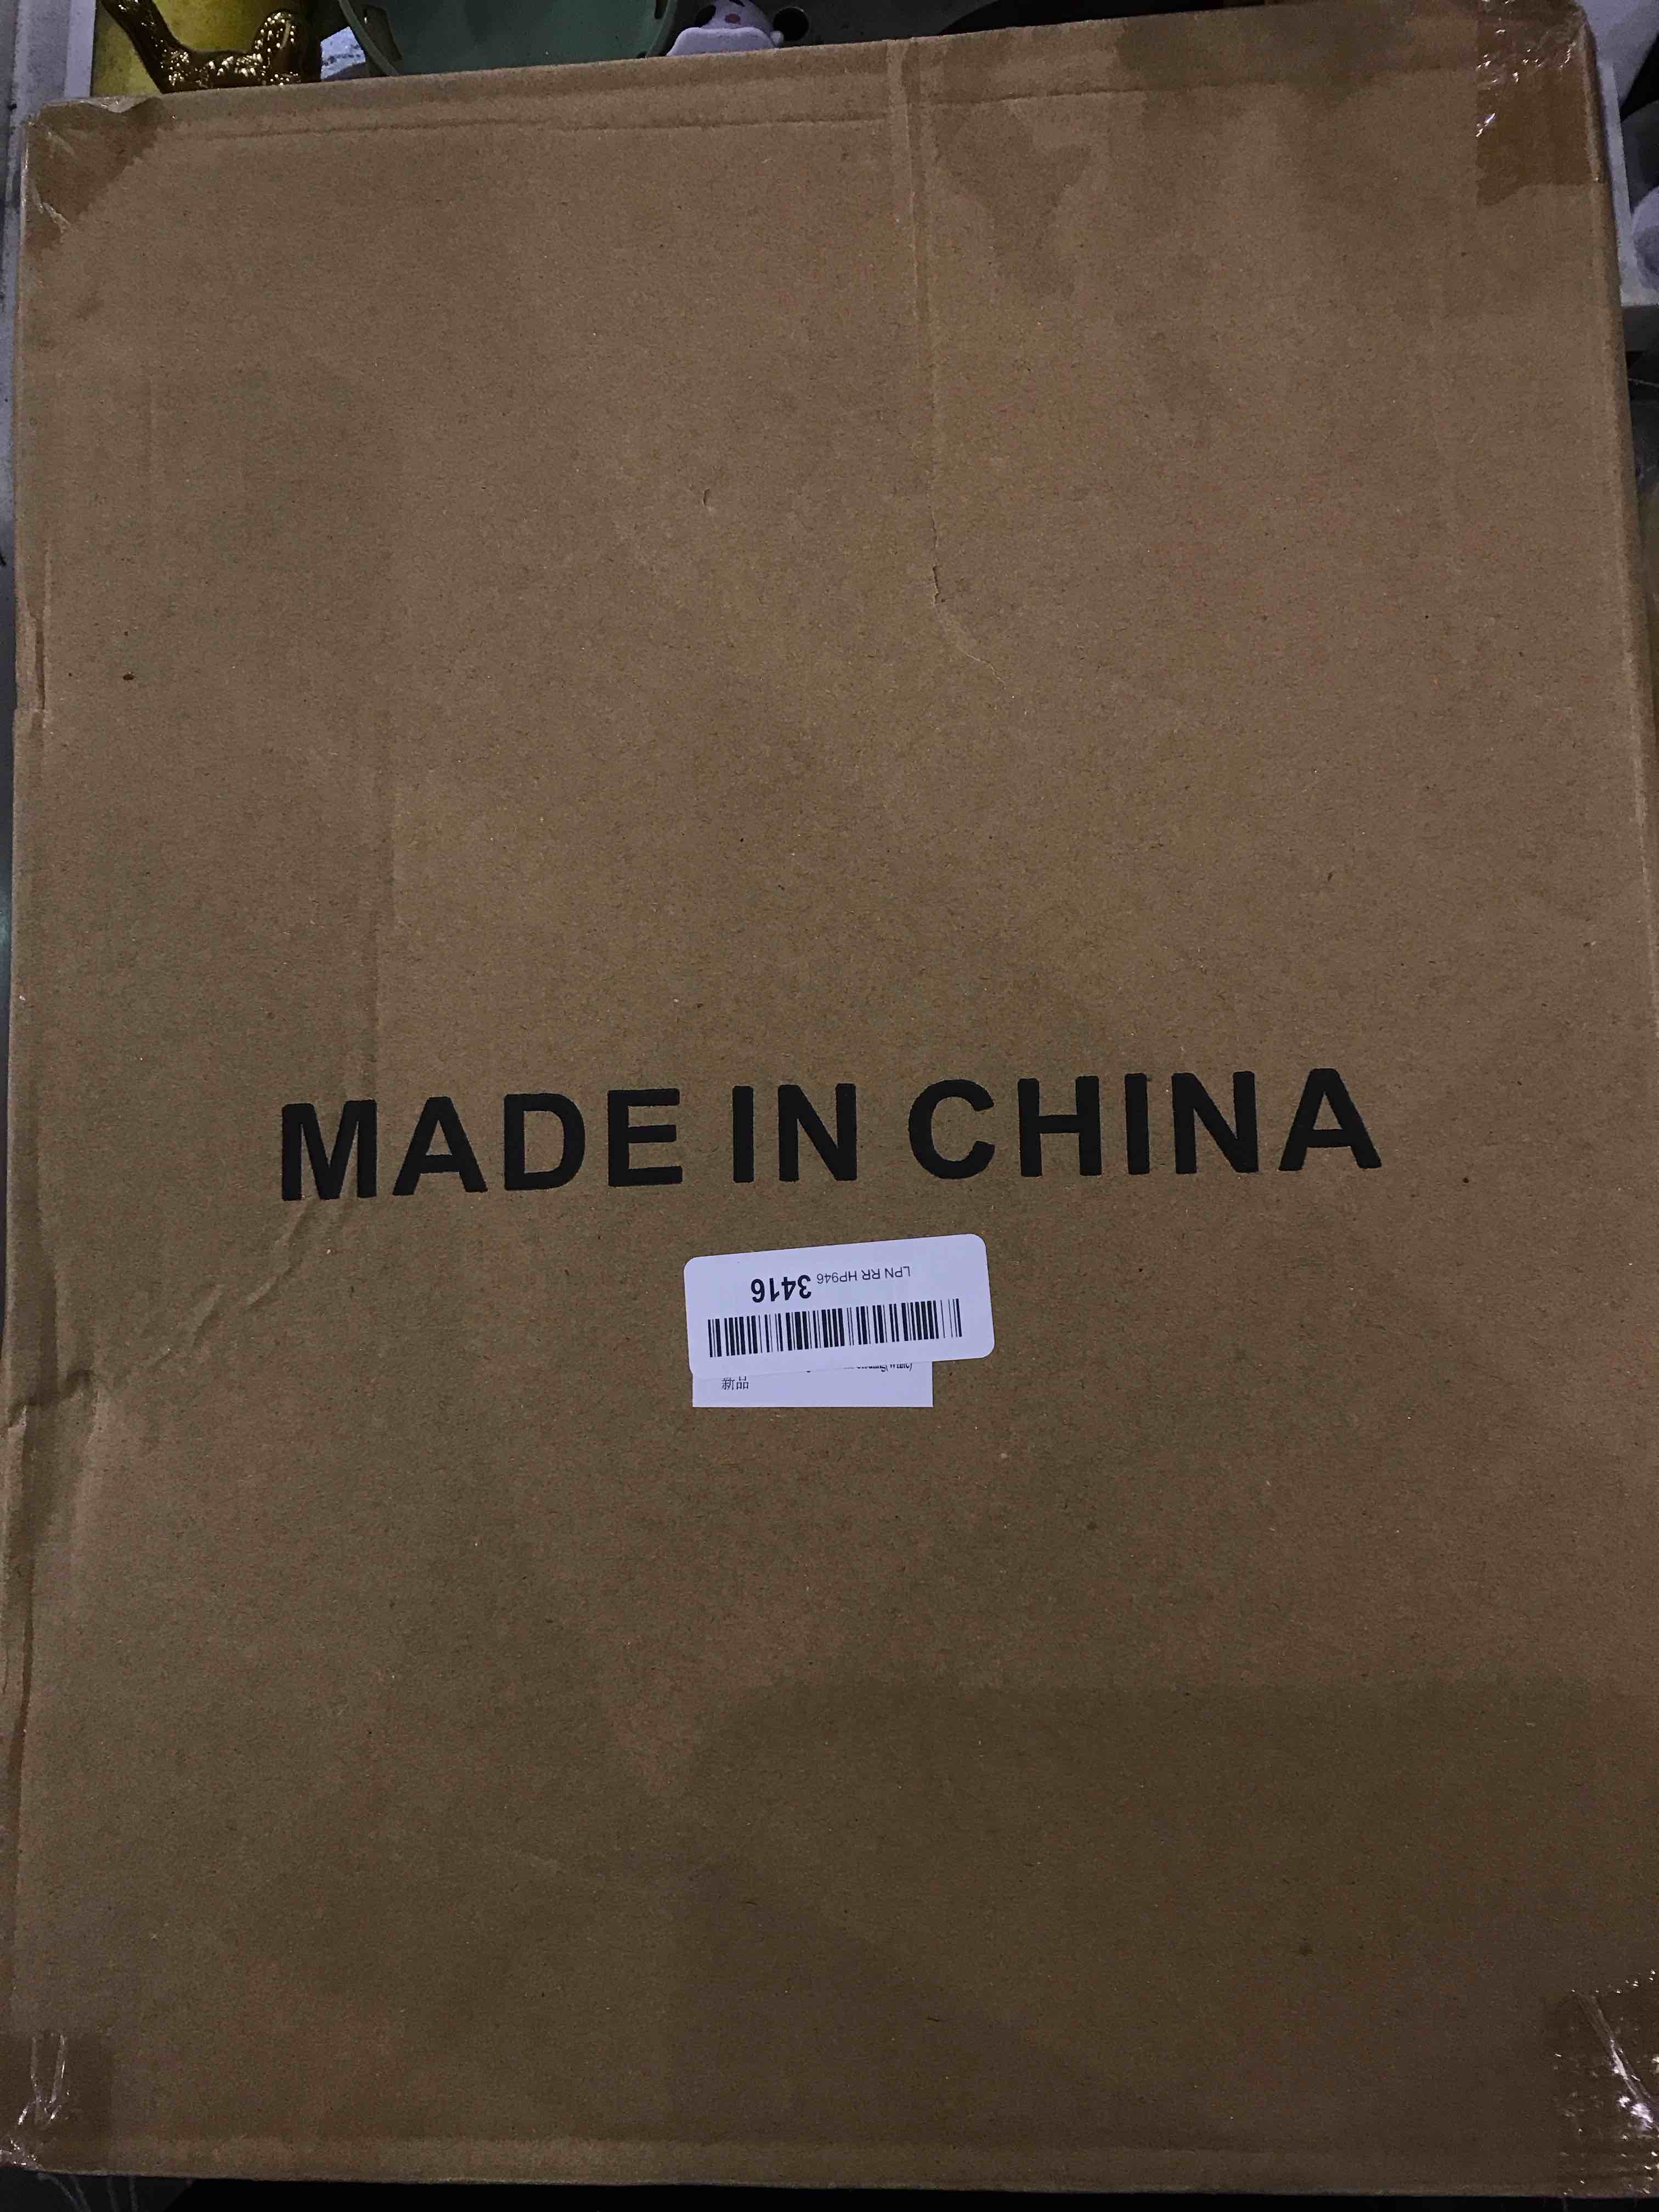 MADE IN CHINA
LPN RR HP946 3416
新品